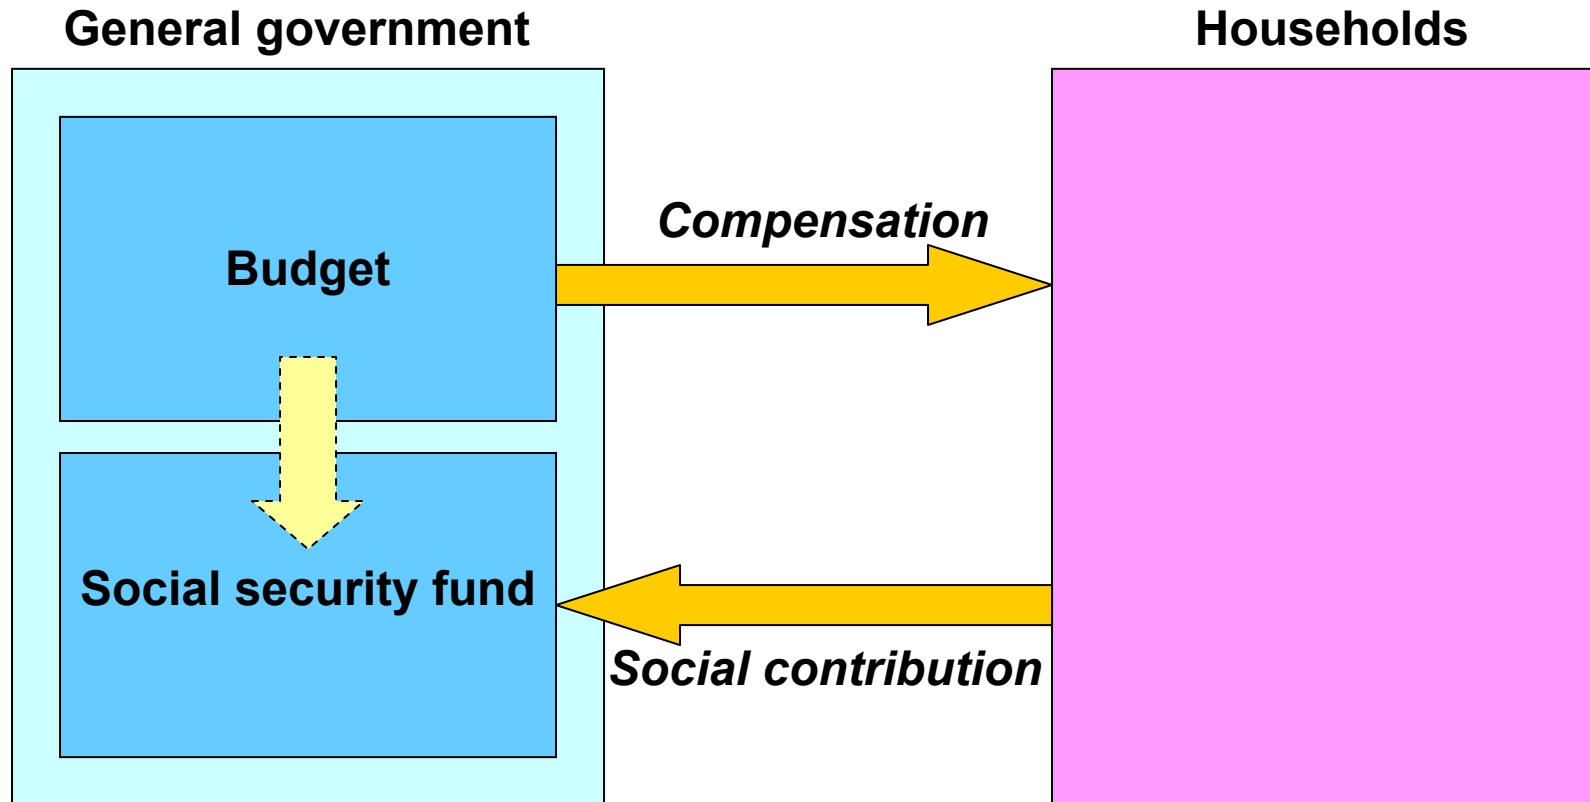 General government
Households
Compensation
Budget
Social security fund
Social contribution